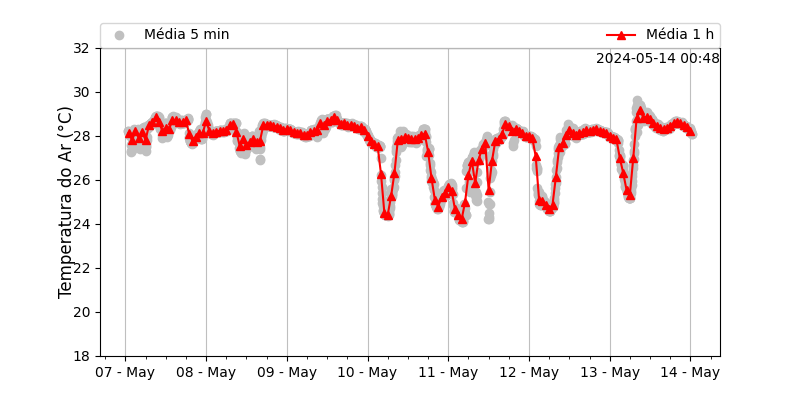 Média 5 min
Média 1 h
2024-05-14 00:48
Temperatura do Ar (°C)
32
30
28
26
24
22
20
18
07 - May
08 - May
09 - May
10 - May
11 - May
12 - May
13 - May
14 - May